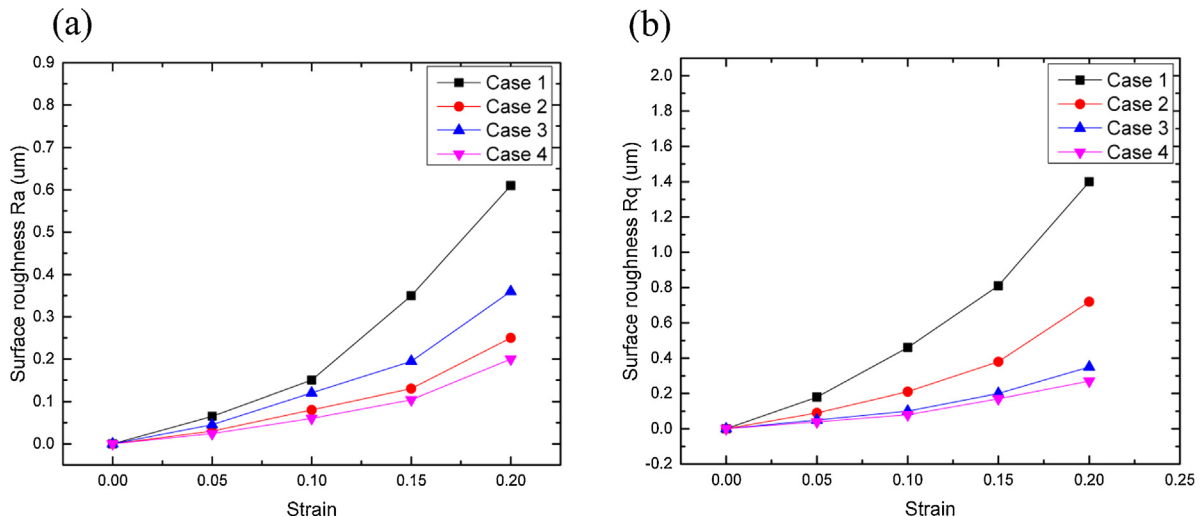 (a)
0.9
0.8
0.7
0.6
0.5
0.4
0.3
0.2
0.1
0.0
Surface roughness Ra (um)
0.00 0.05 0.10 0.15 0.20
Strain
Case 1
Case 2
Case 3
Case 4
(b)
2.0
1.8
1.6
1.4
1.2
1.0
0.8
0.6
0.4
0.2
0.0
-0.2
Surface roughness Rq (um)
0.00 0.05 0.10 0.15 0.20 0.25
Strain
Case 1
Case 2
Case 3
Case 4